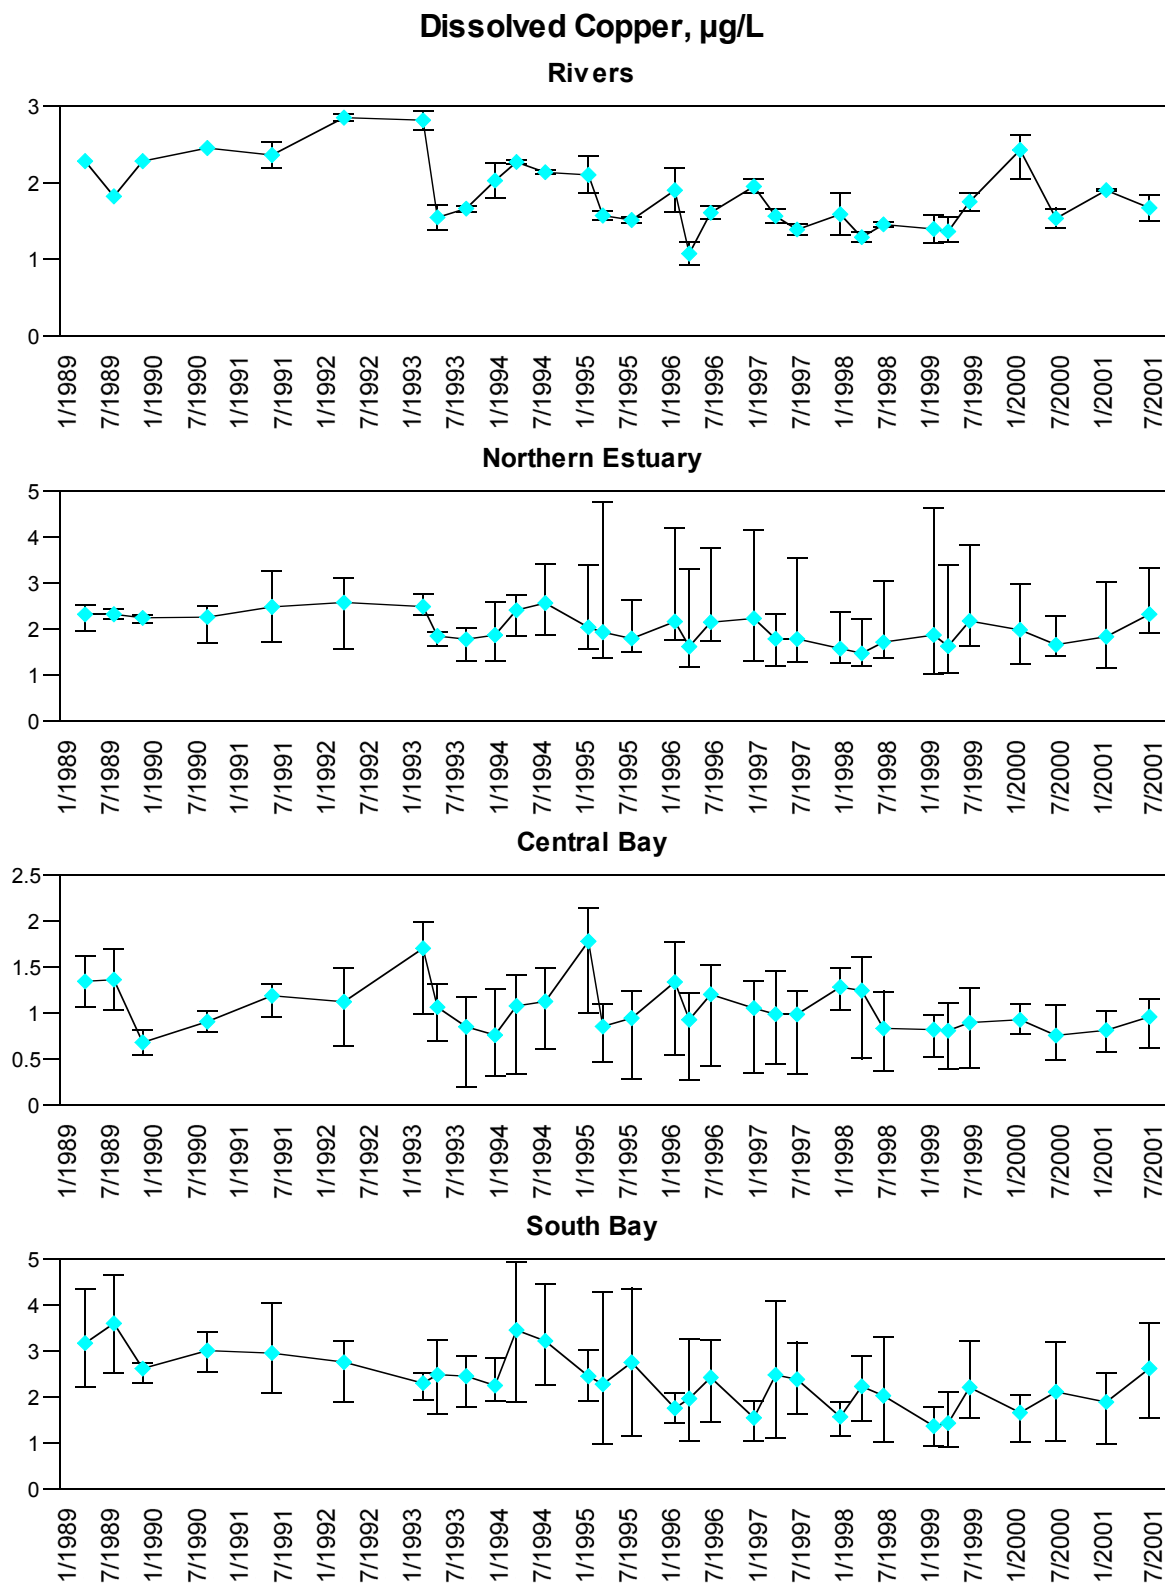 Dissolved Copper, µg/L
Rivers
3
2
1
0
1/1989 7/1989 1/1990 7/1990 1/1991 7/1991 1/1992 7/1992 1/1993 7/1993 1/1994 7/1994 1/1995 7/1995 1/1996 7/1996 1/1997 7/1997 1/1998 7/1998 1/1999 7/1999 1/2000 7/2000 1/2001 7/2001
Northern Estuary
5
4
3
2
1
0
1/1989 7/1989 1/1990 7/1990 1/1991 7/1991 1/1992 7/1992 1/1993 7/1993 1/1994 7/1994 1/1995 7/1995 1/1996 7/1996 1/1997 7/1997 1/1998 7/1998 1/1999 7/1999 1/2000 7/2000 1/2001 7/2001
Central Bay
2.5
2
1.5
1
0.5
0
1/1989 7/1989 1/1990 7/1990 1/1991 7/1991 1/1992 7/1992 1/1993 7/1993 1/1994 7/1994 1/1995 7/1995 1/1996 7/1996 1/1997 7/1997 1/1998 7/1998 1/1999 7/1999 1/2000 7/2000 1/2001 7/2001
South Bay
5
4
3
2
1
0
1/1989 7/1989 1/1990 7/1990 1/1991 7/1991 1/1992 7/1992 1/1993 7/1993 1/1994 7/1994 1/1995 7/1995 1/1996 7/1996 1/1997 7/1997 1/1998 7/1998 1/1999 7/1999 1/2000 7/2000 1/2001 7/2001